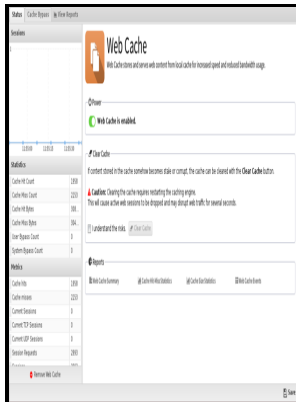 Status Cache Bypass View Reports
Sessions
Web Cache
Web Cache stores and serves web content from local cache for increased speed and reduced bandwidth usage.
Power
Web Cache is enabled.
Clear Cache
If content stored in the cache somehow becomes stale or corrupt, the cache can be cleared with the Clear Cache button.
Caution: Clearing the cache requires restarting the caching engine.
This will cause active web sessions to be dropped and may disrupt web traffic for several seconds.
I understand the risks. Clear Cache
Reports
Web Cache Summary Cache Hit-Miss Statistics Cache Size Statistics Web Cache Events
Statistics
Cache Hit Count 1958
Cache Miss Count
Cache Hit Bytes
Cache Miss Bytes
User Bypass Count 0
System Bypass Count 0
Metrics
Cache hits 1958
Cache misses
Current Sessions 0
Current TCP Sessions 0
Current UDP Sessions 0
Session Requests
Remove Web Cache
Save